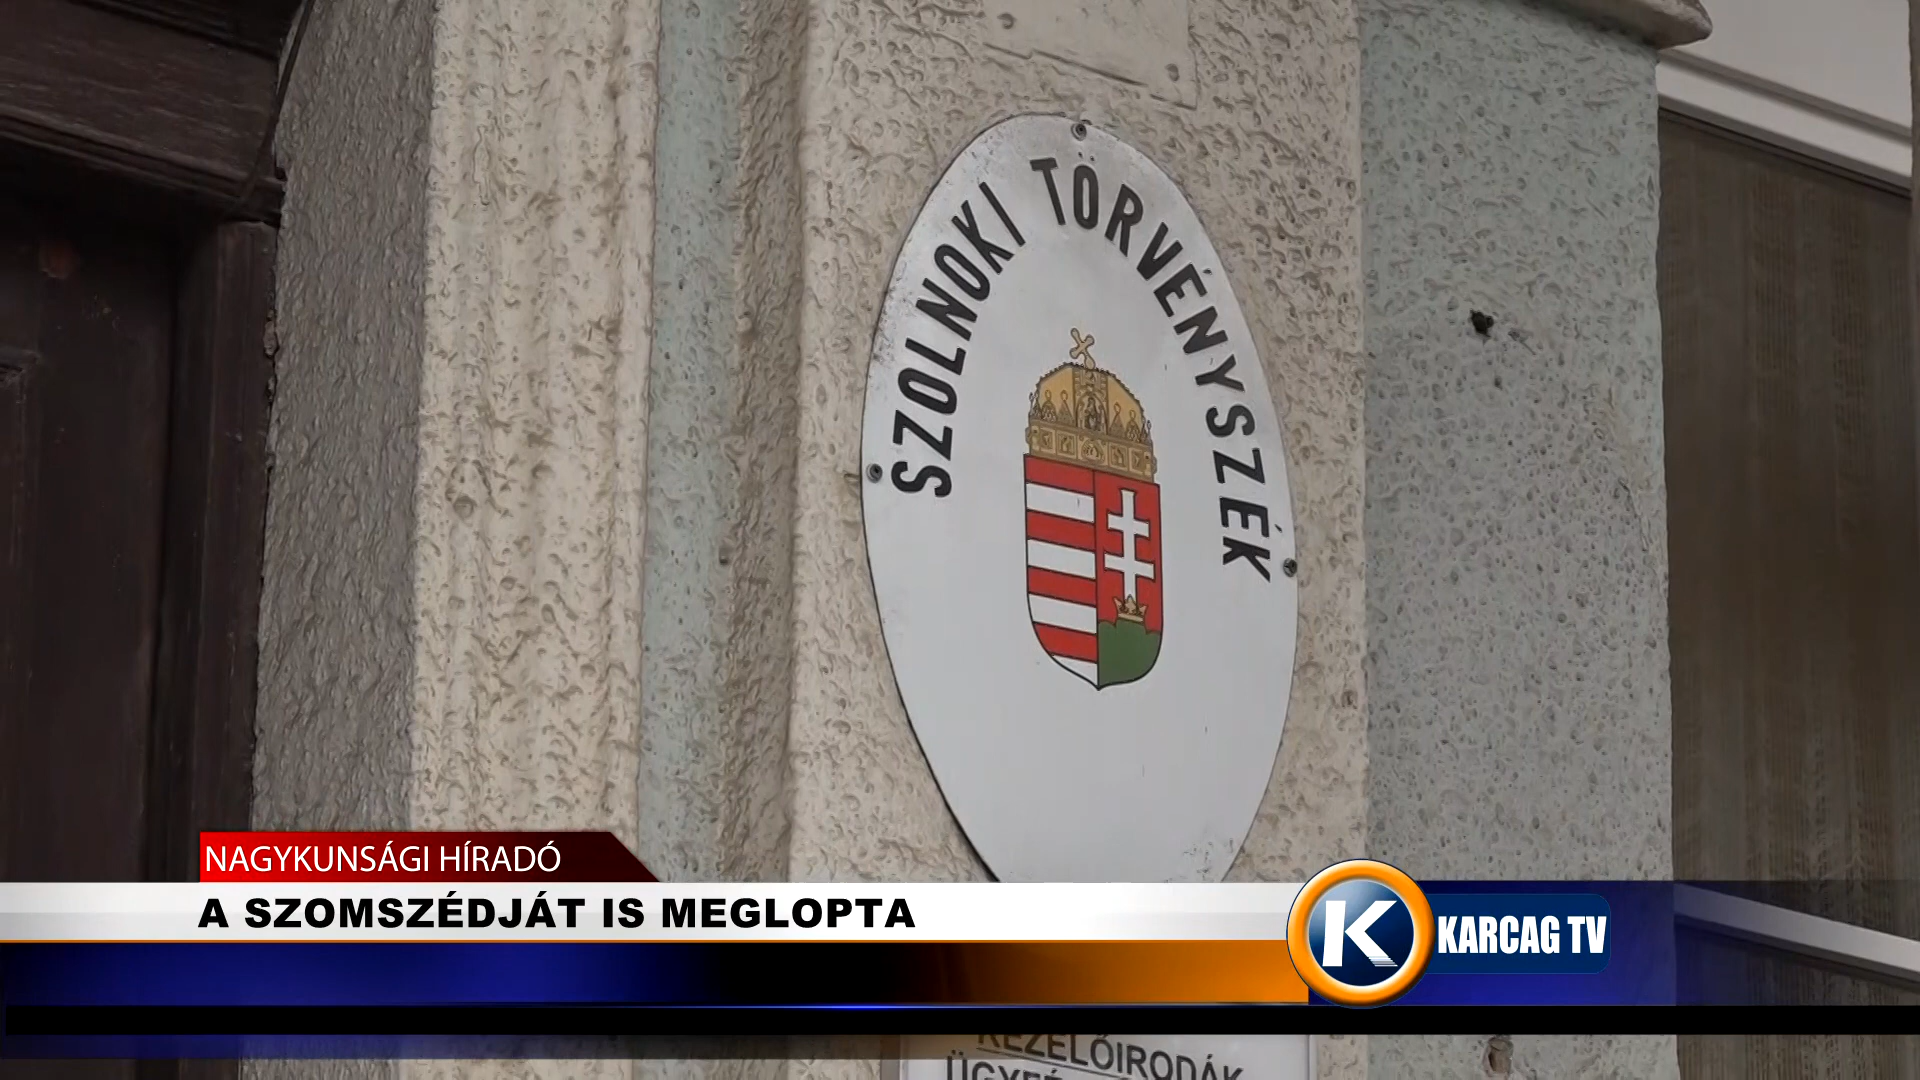 SZOLNOKI TÖRVÉNYSZÉK
NAGYKUNSÁGI HÍRADÓ
A SZOMSZÉDJÁT IS MEGLOPTA
K KARCAG TV
KEZELŐIRODÁK